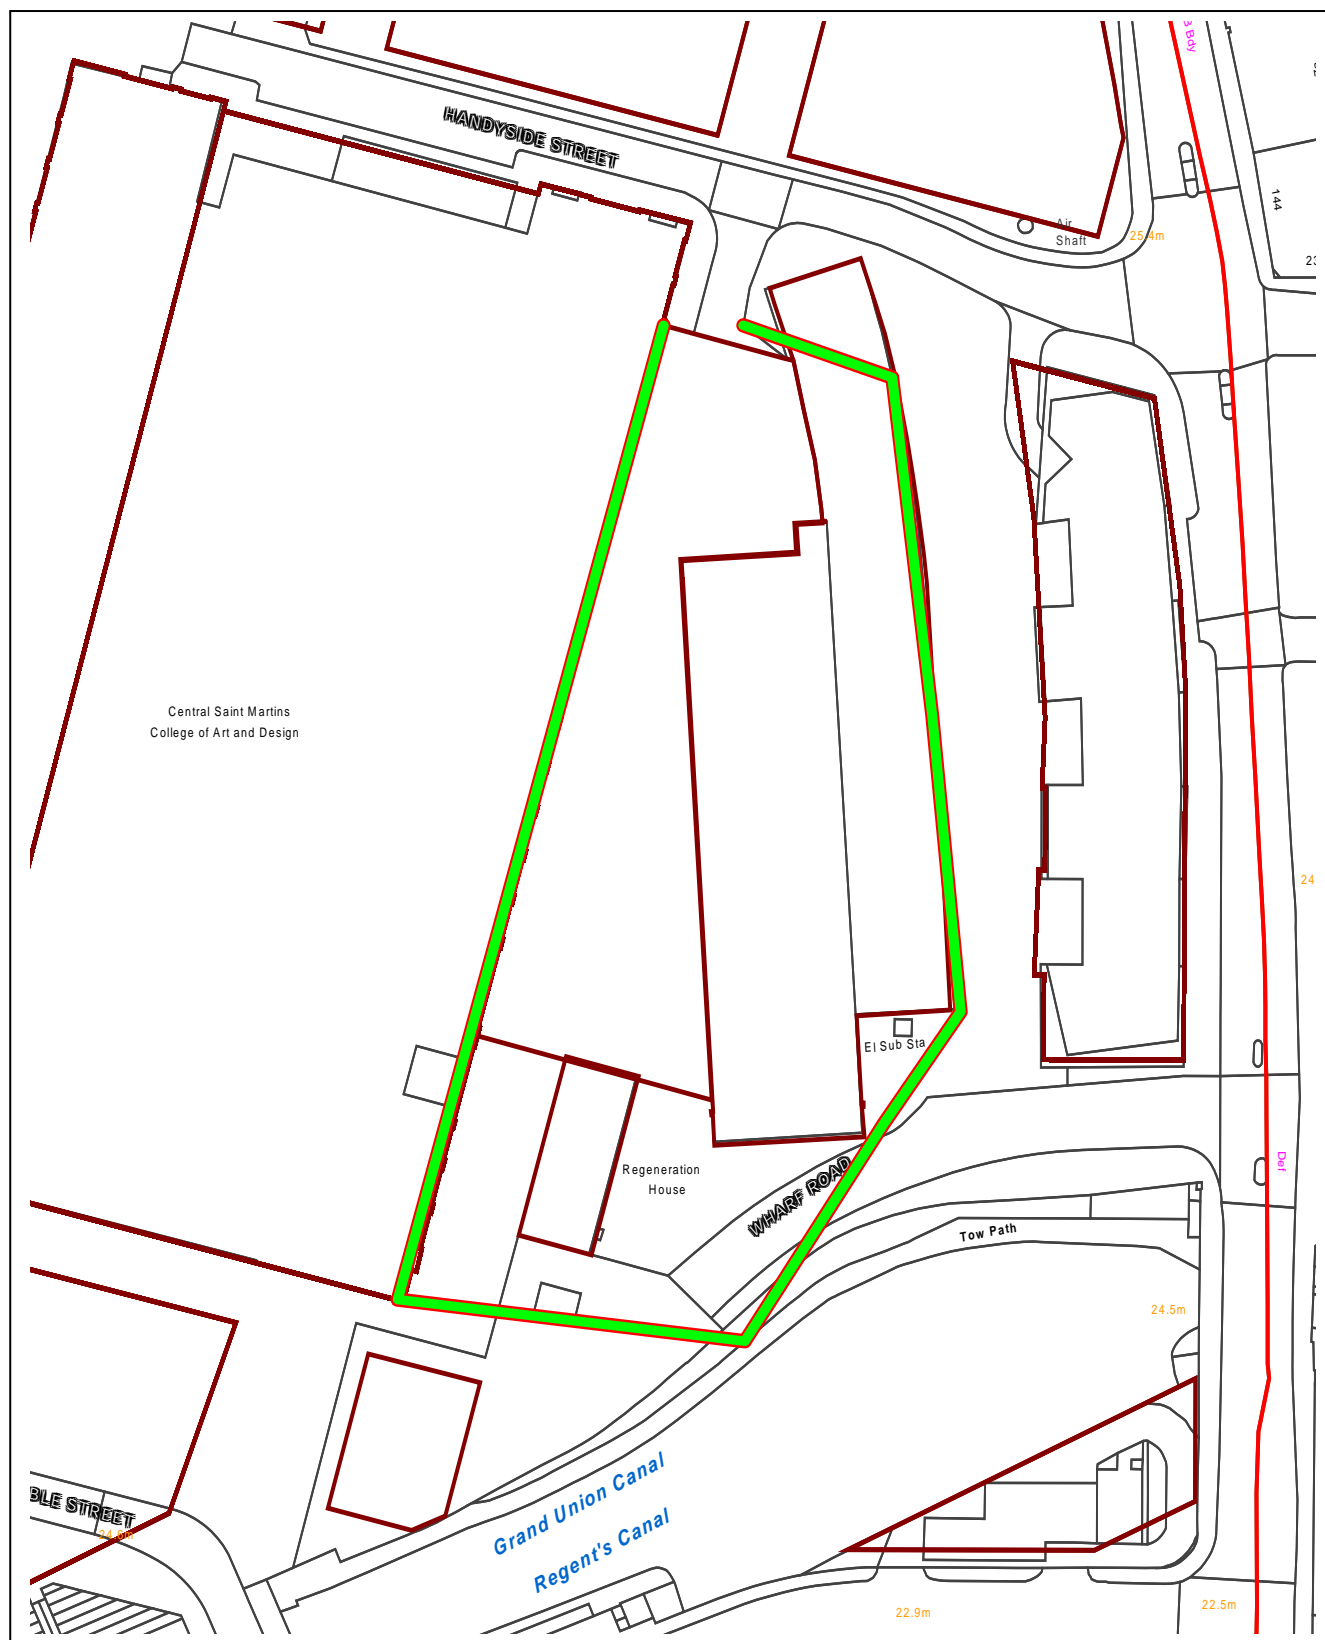 B Bdy
HANDYSIDE STREET
144
Air
Shaft
25.4m
Central Saint Martins
College of Art and Design
24
El Sub Sta
Regeneration
House
WHARF ROAD
Def
Tow Path
24.5m
Grand Union Canal
Regent's Canal
BLE STREET
22.9m
22.5m